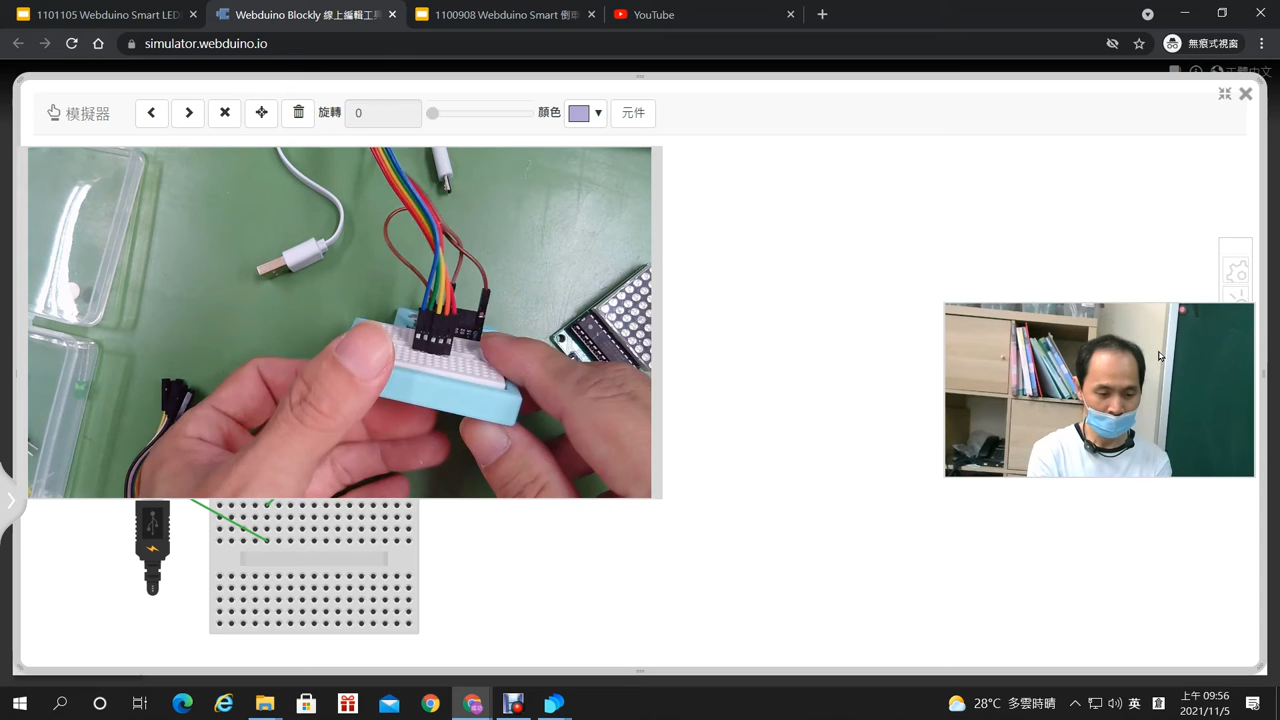 1101105 Webduino Smart LED
Webduino Blockly 線上編輯工具
1100908 Webduino Smart 倒車
YouTube
simulator.webduino.io
無痕式視窗
模擬器
旋轉
0
顏色
元件
28°C 多雲時晴
英
上午 09:56
2021/11/5